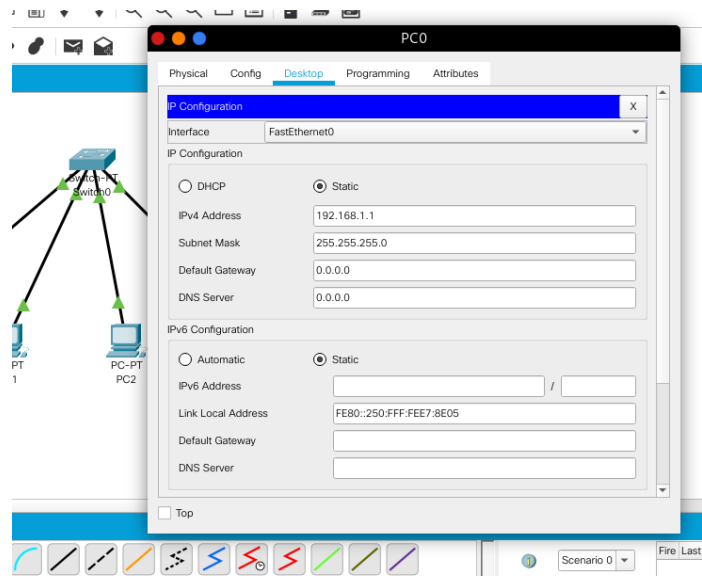 PC0
Physical Config Desktop Programming Attributes
IP Configuration X
Interface FastEthernet0
IP Configuration
DHCP Static
IPv4 Address 192.168.1.1
Subnet Mask 255.255.255.0
Default Gateway 0.0.0.0
DNS Server 0.0.0.0
IPv6 Configuration
Automatic Static
IPv6 Address /
Link Local Address FE80::250:FFF:FEE7:8E05
Default Gateway
DNS Server
Top
Switch-PT
Switch0
PT
1
PC-PT
PC2
Scenario 0
Fire Last